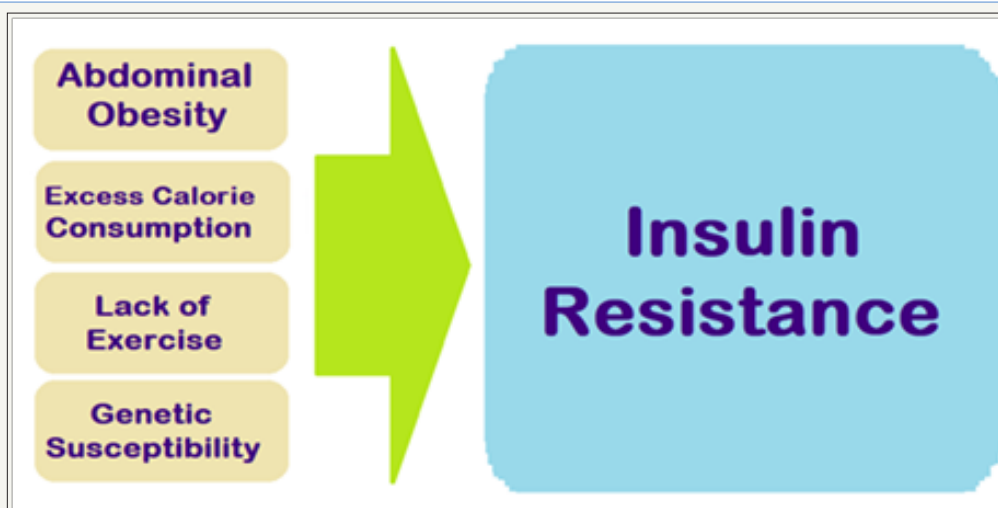 Abdominal
Obesity
Excess Calorie
Consumption
Lack of
Exercise
Genetic
Susceptibility
Insulin
Resistance